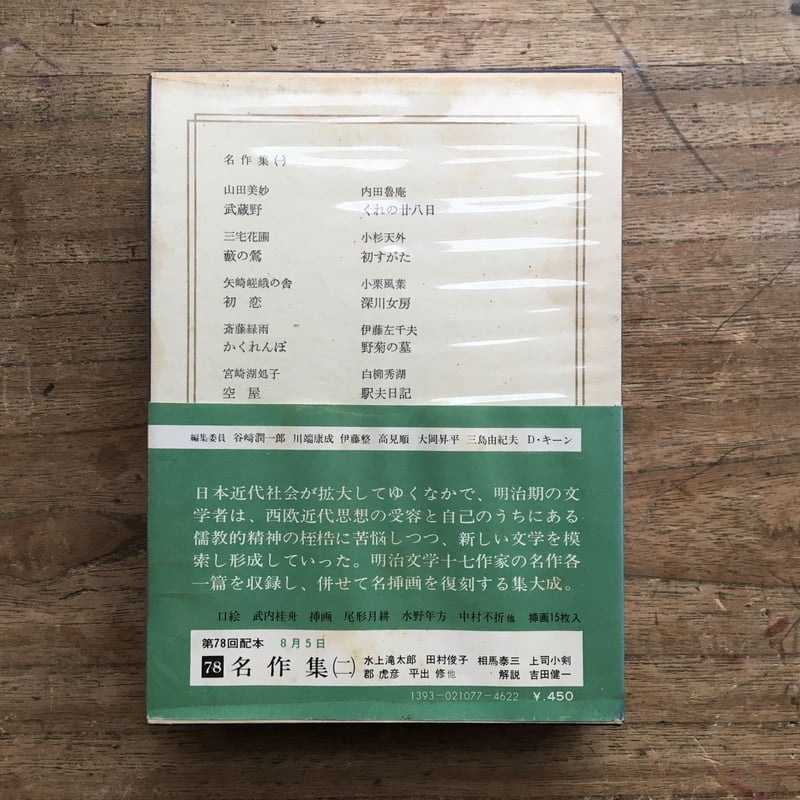 名作集(一)
山田美妙
武蔵野
内田魯庵
くれの廿八日
三宅花圃
藪の鶯
小杉天外
初すがた
矢崎嵯峨の舎
初恋
小栗風葉
深川女房
斎藤緑雨
かくれんぼ
伊藤左千夫
野菊の墓
宮崎湖処子
空屋
白柳秀湖
駅夫日記
編集委員 谷崎潤一郎 川端康成 伊藤整 高見順 大岡昇平 三島由紀夫 D・キーン
日本近代社会が拡大してゆくなかで、明治期の文
学者は、西欧近代思想の受容と自己のうちにある
儒教的精神の桎梏に苦悩しつつ、新しい文学を模
索し形成していった。明治文学十七作家の名作各
一篇を収録し、併せて名挿画を復刻する集大成。
口絵 武内桂舟 挿画 尾形月耕 水野年方 中村不折他 挿画15枚入
第78回配本 8月5日
78 名作集(二)
水上滝太郎 田村俊子 相馬泰三 上司小剣
郡虎彦 平出修他 解説 吉田健一
1393-021077-4622 ¥.450